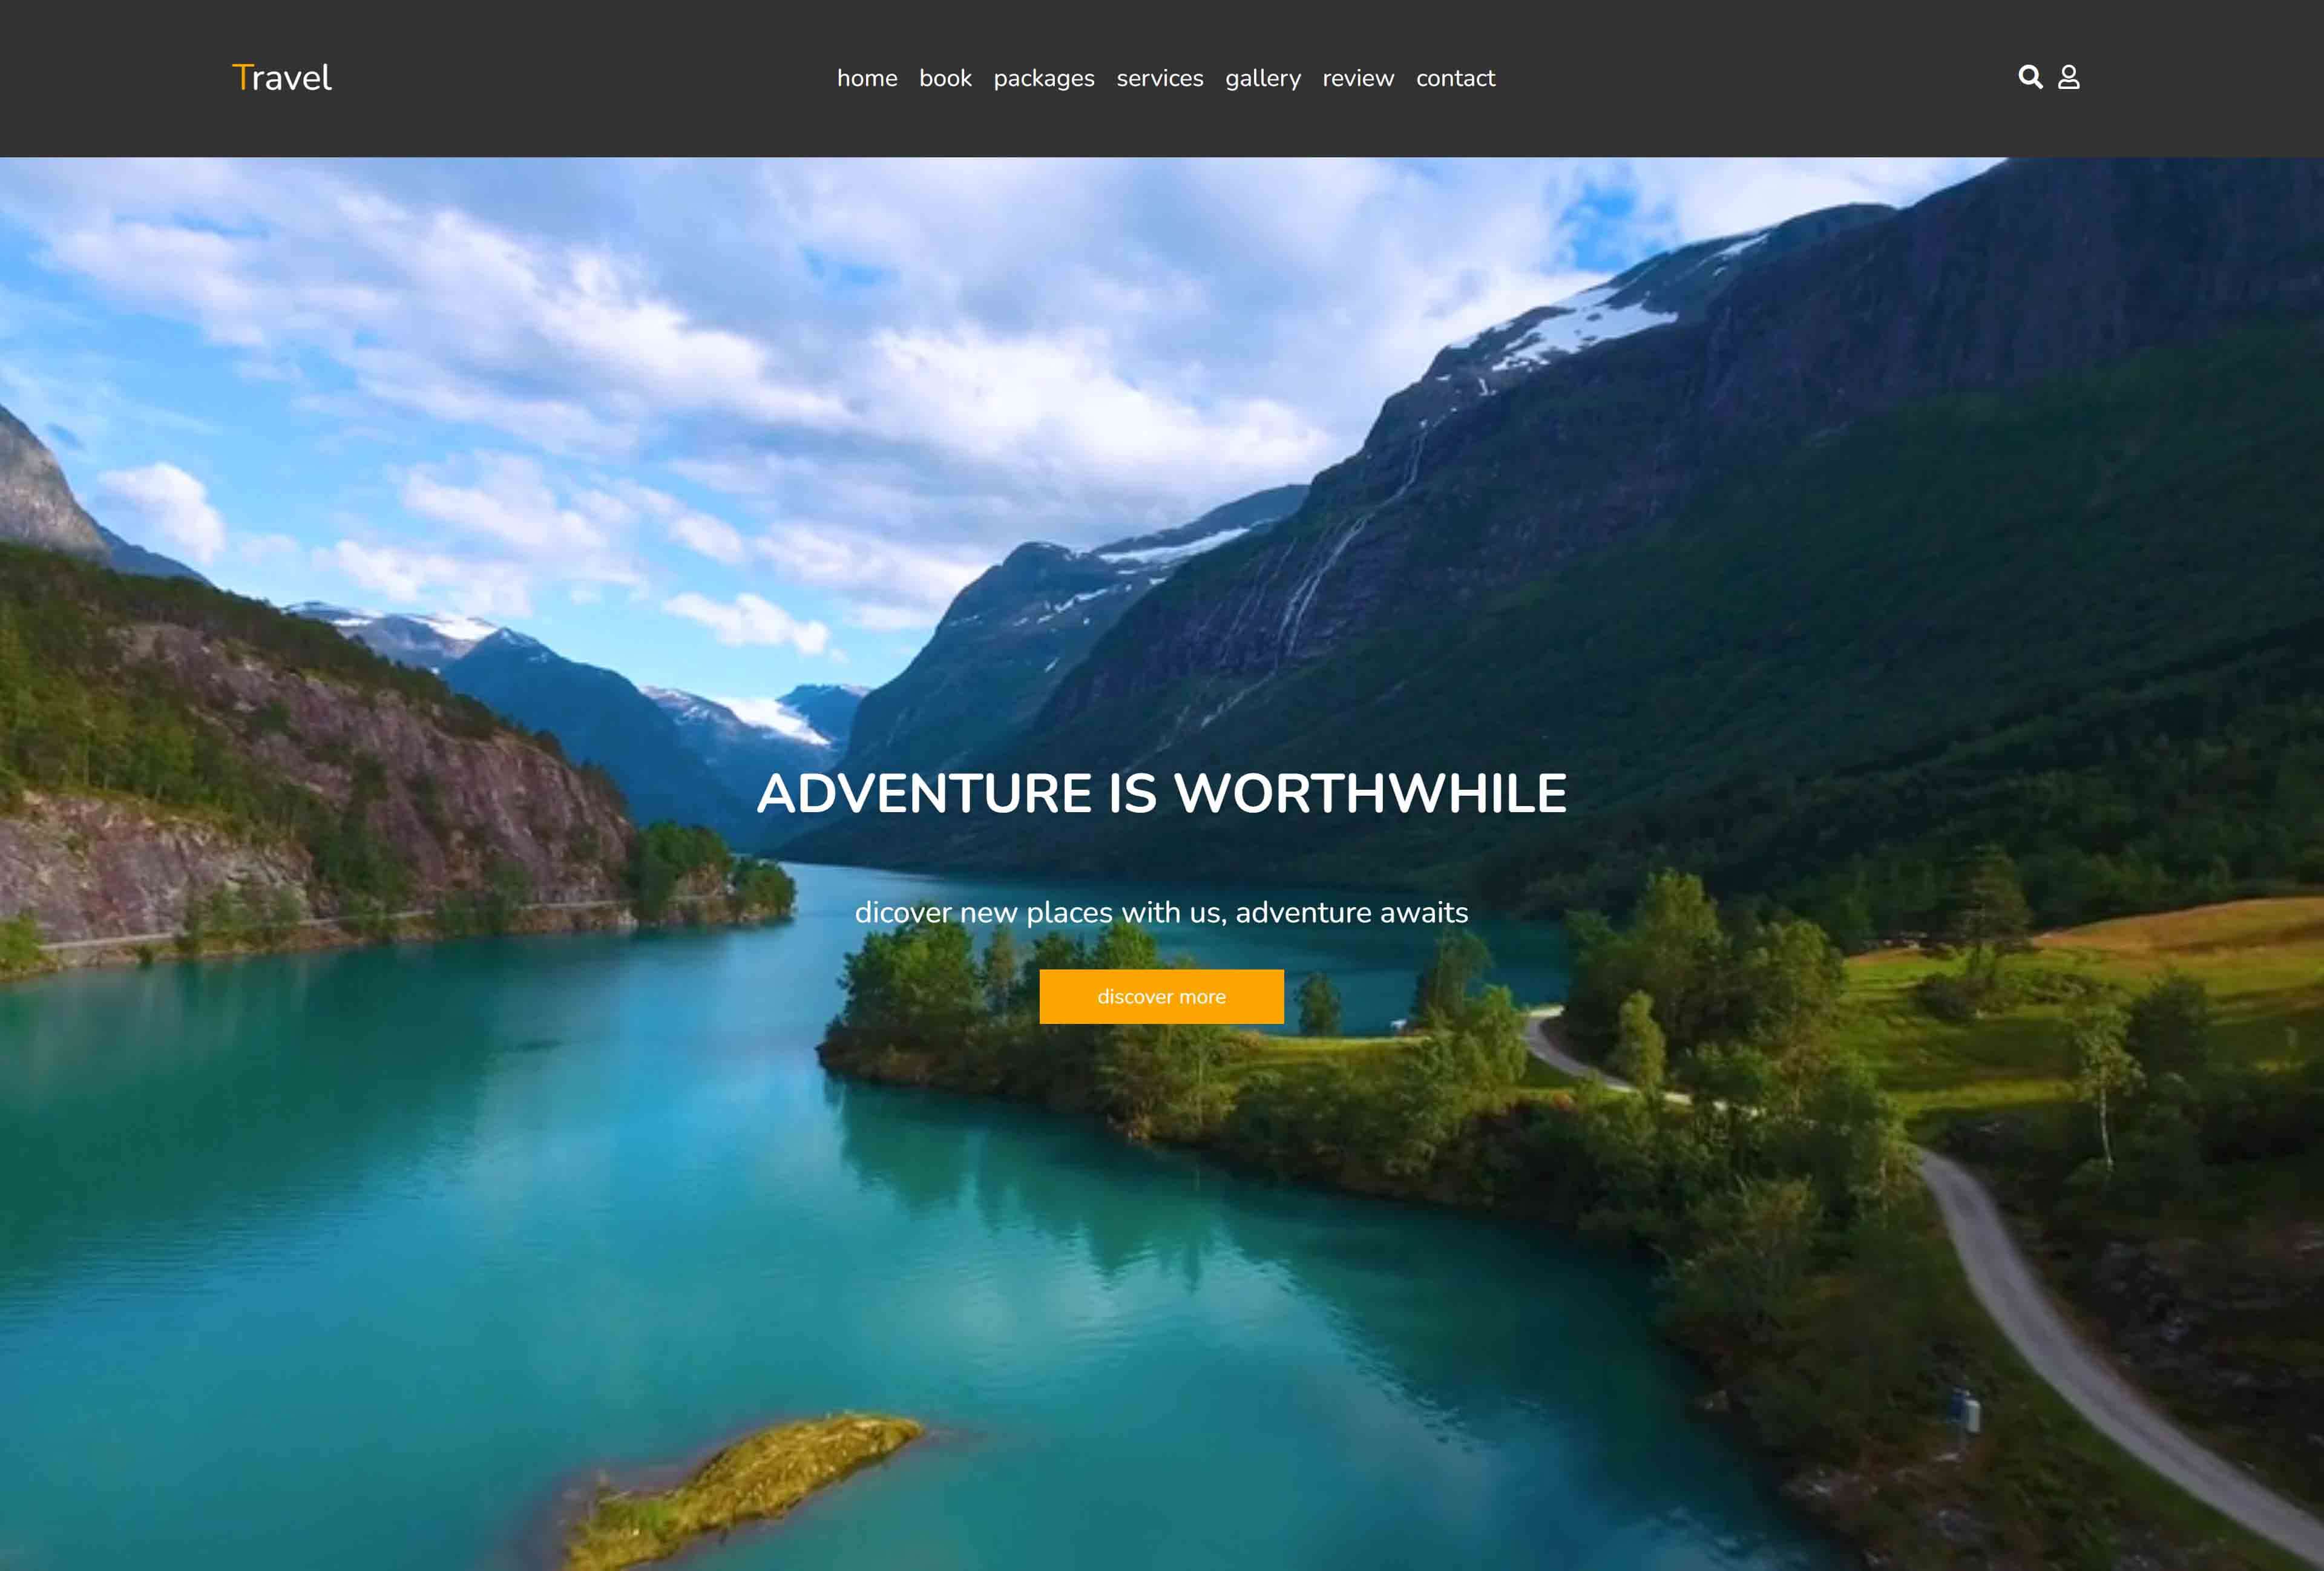 Travel
home book packages services gallery review contact
ADVENTURE IS WORTHWHILE
dicover new places with us, adventure awaits
discover more